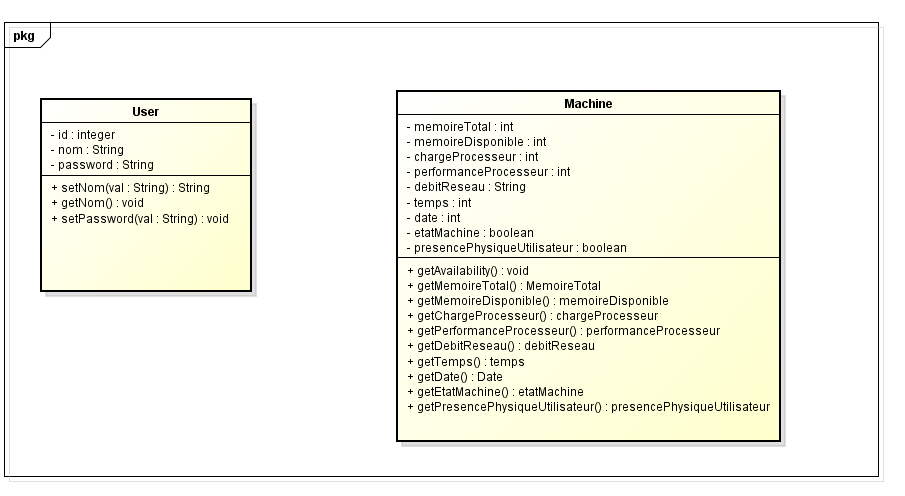 pkg
User
- id : integer
- nom : String
- password : String
+ setNom(val : String) : String
+ getNom() : void
+ setPassword(val : String) : void
Machine
- memoireTotal : int
- memoireDisponible : int
- chargeProcesseur : int
- performanceProcesseur : int
- debitReseau : String
- temps : int
- date : int
- etatMachine : boolean
- presencePhysiqueUtilisateur : boolean
+ getAvailability() : void
+ getMemoireTotal() : MemoireTotal
+ getMemoireDisponible() : memoireDisponible
+ getChargeProcesseur() : chargeProcesseur
+ getPerformanceProcesseur() : performanceProcesseur
+ getDebitReseau() : debitReseau
+ getTemps() : temps
+ getDate() : Date
+ getEtatMachine() : etatMachine
+ getPresencePhysiqueUtilisateur() : presencePhysiqueUtilisateur